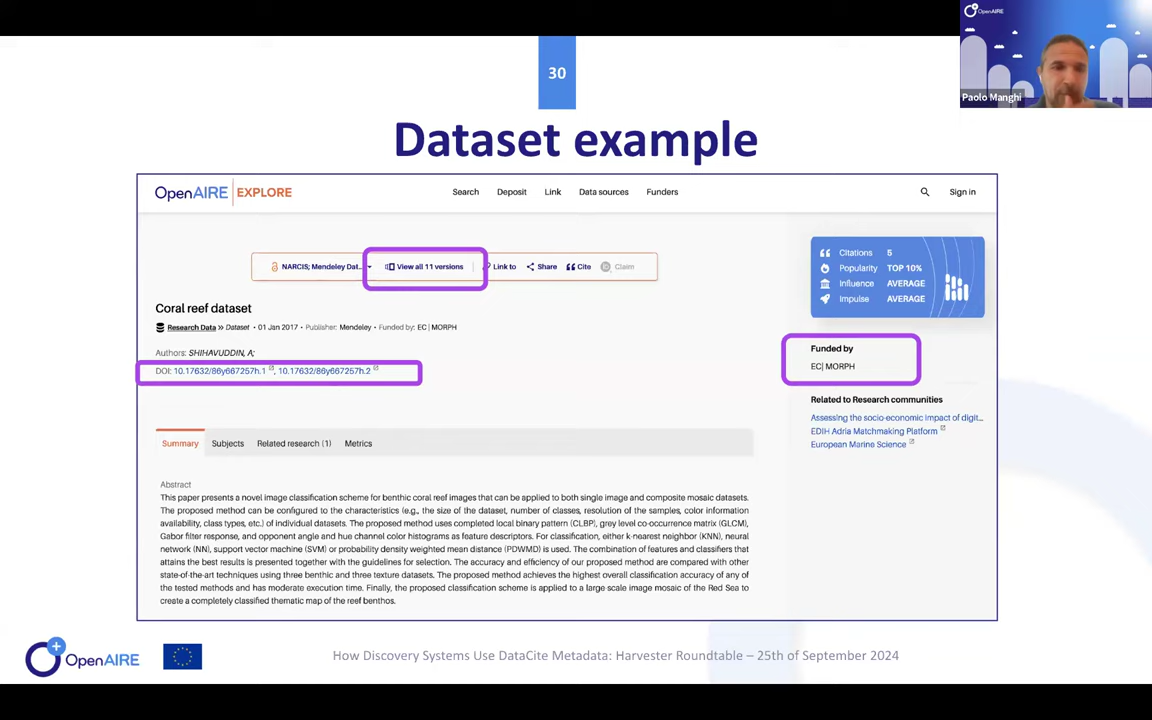 30
OpenAIRE
Paolo Manghi
Dataset example
OpenAIRE EXPLORE
Search Deposit Link Data sources Funders
Sign in
NARCIS; Mendeley Dat... View all 11 versions Link to Share Cite Claim
Citations 5
Popularity TOP 10%
Influence AVERAGE
Impulse AVERAGE
Coral reef dataset
Research Data >> Dataset • 01 Jan 2017 • Publisher: Mendeley • Funded by: EC | MORPH
Authors: SHIHAVUDDIN, A;
DOI: 10.17632/86y667257h.1 , 10.17632/86y667257h.2
Funded by
EC| MORPH
Related to Research communities
Assessing the socio-economic impact of digit...
EDIH Adria Matchmaking Platform
European Marine Science
Summary Subjects Related research (1) Metrics
Abstract
This paper presents a novel image classification scheme for benthic coral reef images that can be applied to both single image and composite mosaic datasets.
The proposed method can be configured to the characteristics (e.g., the size of the dataset, number of classes, resolution of the samples, color information
availability, class types, etc.) of individual datasets. The proposed method uses completed local binary pattern (CLBP), grey level co-occurrence matrix (GLCM),
Gabor filter response, and opponent angle and hue channel color histograms as feature descriptors. For classification, either k-nearest neighbor (KNN), neural
network (NN), support vector machine (SVM) or probability density weighted mean distance (PDWMD) is used. The combination of features and classifiers that
attains the best results is presented together with the guidelines for selection. The accuracy and efficiency of our proposed method are compared with other
state-of-the-art techniques using three benthic and three texture datasets. The proposed method achieves the highest overall classification accuracy of any of
the tested methods and has moderate execution time. Finally, the proposed classification scheme is applied to a large-scale image mosaic of the Red Sea to
create a completely classified thematic map of the reef benthos.
OpenAIRE
How Discovery Systems Use DataCite Metadata: Harvester Roundtable – 25th of September 2024